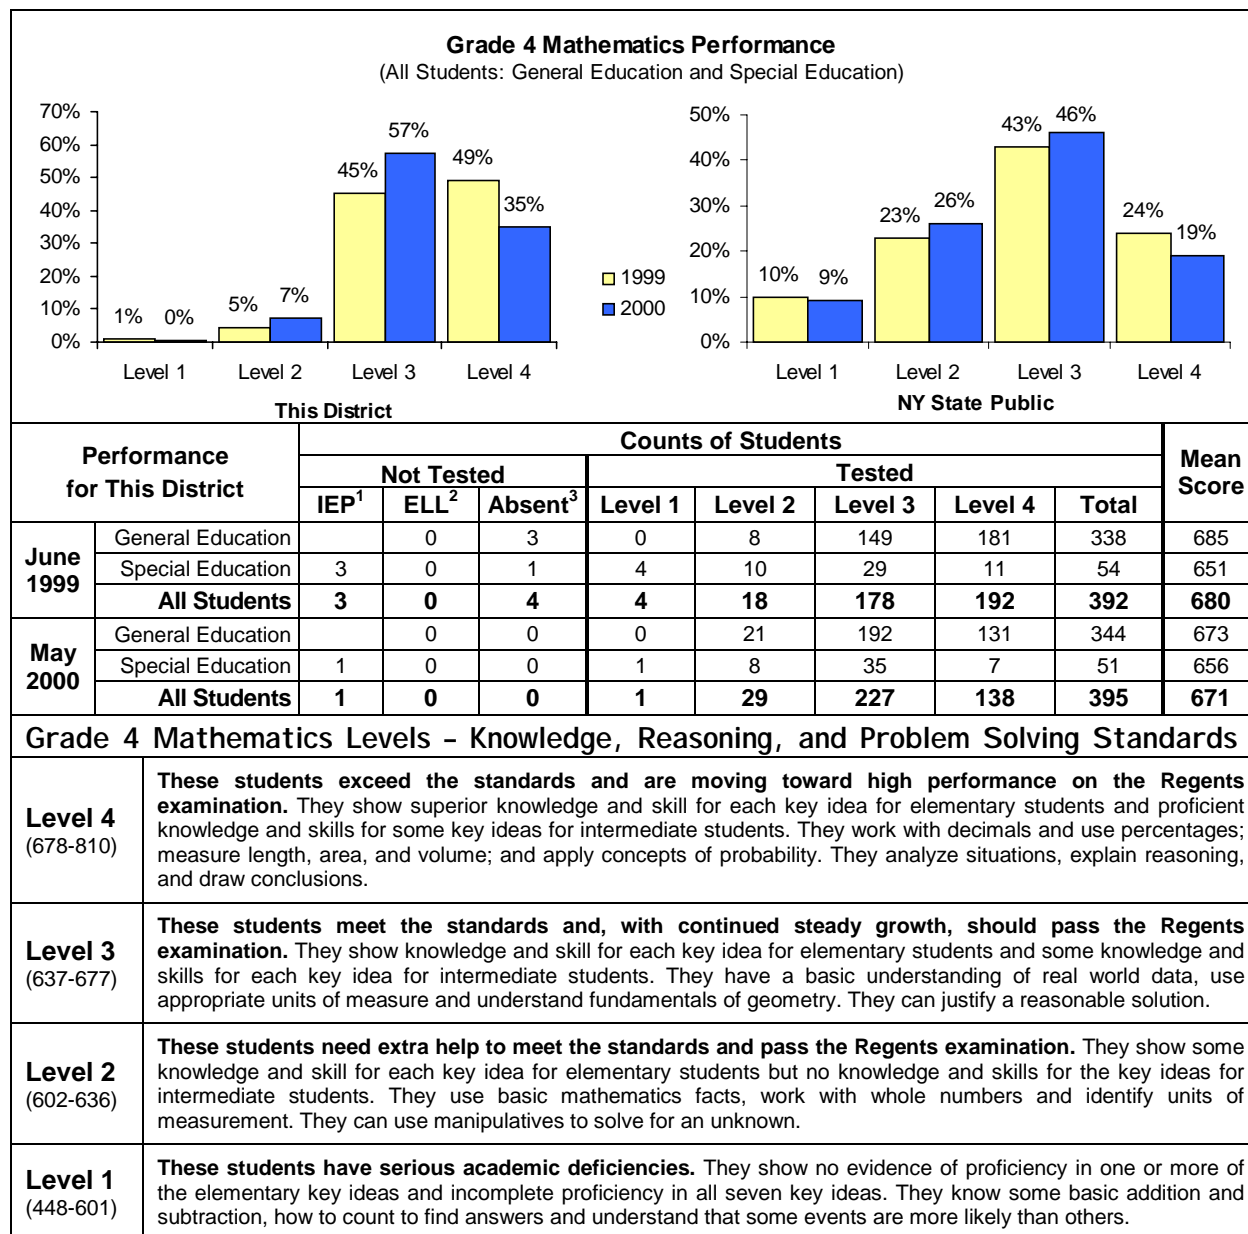 Grade 4 Mathematics Performance
(All Students: General Education and Special Education)
70%
60%
50%
40%
30%
20%
10%
0%
1% 0% 5% 7% 45% 57% 49% 35%
Level 1 Level 2 Level 3 Level 4
This District
1999
2000
50%
40%
30%
20%
10%
0%
10% 9% 23% 26% 43% 46% 24% 19%
Level 1 Level 2 Level 3 Level 4
NY State Public
Performance
for This District
Counts of Students
Mean
Score
Not Tested Tested
IEP¹ ELL² Absent³ Level 1 Level 2 Level 3 Level 4 Total
June
1999
General Education 0 3 0 8 149 181 338 685
Special Education 3 0 1 4 10 29 11 54 651
All Students 3 0 4 4 18 178 192 392 680
May
2000
General Education 0 0 0 21 192 131 344 673
Special Education 1 0 0 1 8 35 7 51 656
All Students 1 0 0 1 29 227 138 395 671
Grade 4 Mathematics Levels – Knowledge, Reasoning, and Problem Solving Standards
Level 4
(678-810)
These students exceed the standards and are moving toward high performance on the Regents
examination. They show superior knowledge and skill for each key idea for elementary students and proficient
knowledge and skills for some key ideas for intermediate students. They work with decimals and use percentages;
measure length, area, and volume; and apply concepts of probability. They analyze situations, explain reasoning,
and draw conclusions.
Level 3
(637-677)
These students meet the standards and, with continued steady growth, should pass the Regents
examination. They show knowledge and skill for each key idea for elementary students and some knowledge and
skills for each key idea for intermediate students. They have a basic understanding of real world data, use
appropriate units of measure and understand fundamentals of geometry. They can justify a reasonable solution.
Level 2
(602-636)
These students need extra help to meet the standards and pass the Regents examination. They show some
knowledge and skill for each key idea for elementary students but no knowledge and skills for the key ideas for
intermediate students. They use basic mathematics facts, work with whole numbers and identify units of
measurement. They can use manipulatives to solve for an unknown.
Level 1
(448-601)
These students have serious academic deficiencies. They show no evidence of proficiency in one or more of
the elementary key ideas and incomplete proficiency in all seven key ideas. They know some basic addition and
subtraction, how to count to find answers and understand that some events are more likely than others.